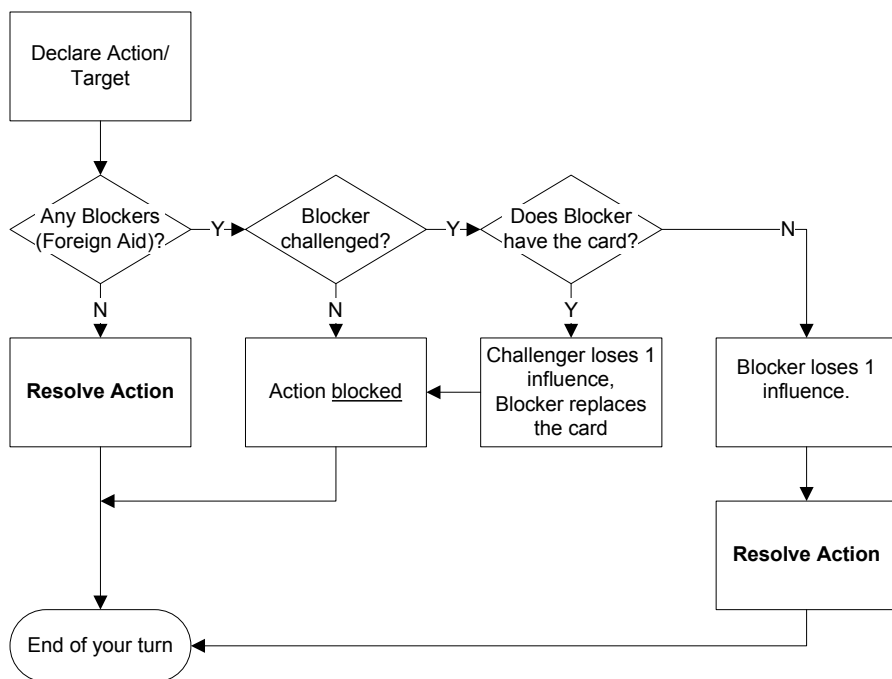 Declare Action/
Target
Any Blockers
(Foreign Aid)?
Y
Blocker
challenged?
Y
Does Blocker
have the card?
N
N
N
Y
Resolve Action
Action blocked
Challenger loses 1
influence,
Blocker replaces
the card
Blocker loses 1
influence.
Resolve Action
End of your turn